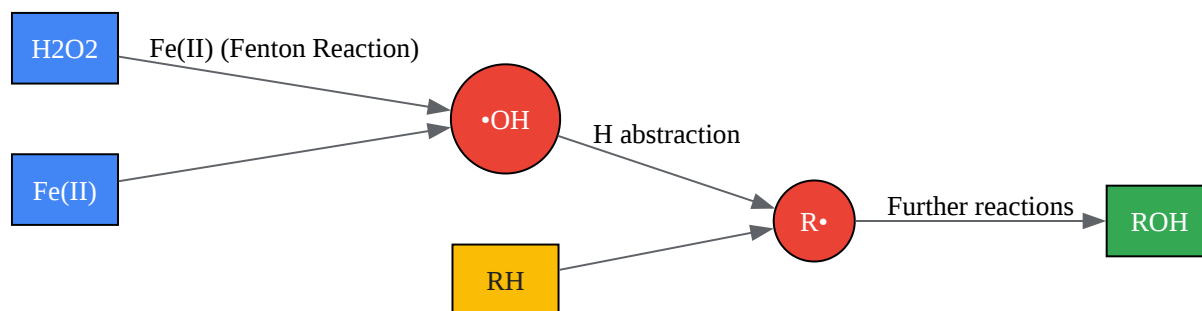 H2O2
Fe(II) (Fenton Reaction)
Fe(II)
•OH
H abstraction
RH
R•
Further reactions
ROH